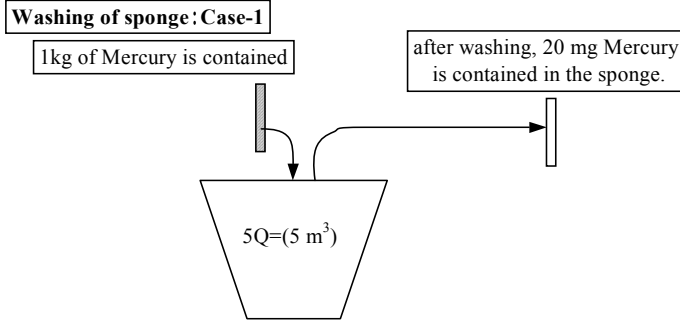 Washing of sponge: Case-1
1kg of Mercury is contained
after washing, 20 mg Mercury
is contained in the sponge.
5Q=(5 m³)